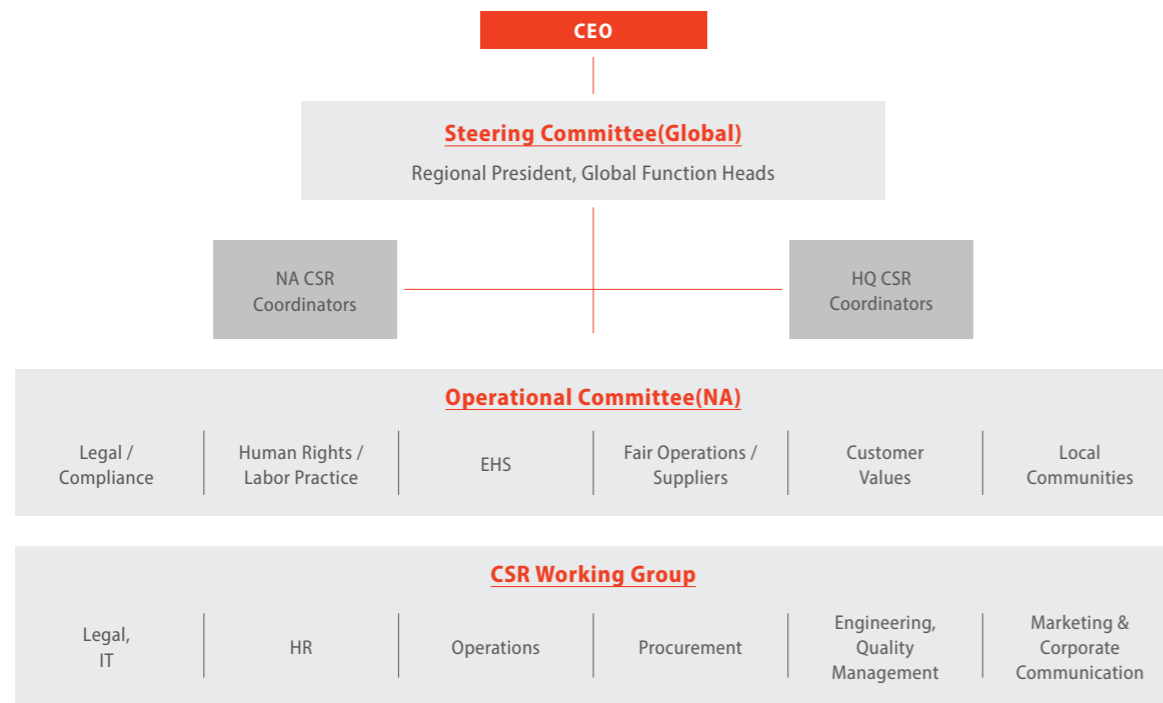 CEO
Steering Committee(Global)
Regional President, Global Function Heads
NA CSR
Coordinators
HQ CSR
Coordinators
Operational Committee(NA)
Legal /
Compliance
Human Rights /
Labor Practice
EHS
Fair Operations /
Suppliers
Customer
Values
Local
Communities
CSR Working Group
Legal,
IT
HR
Operations
Procurement
Engineering,
Quality
Management
Marketing &
Corporate
Communication